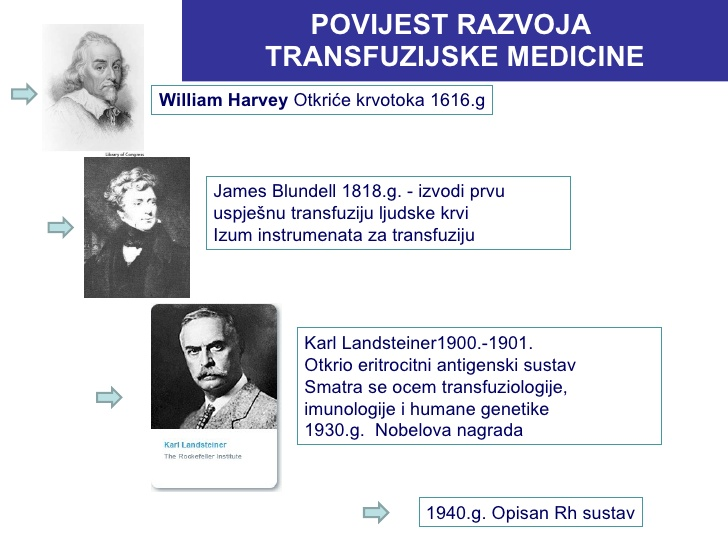 POVIJEST RAZVOJA
TRANSFUZIJSKE MEDICINE
Library of Congress
William Harvey Otkriće krvotoka 1616.g
James Blundell 1818.g. - izvodi prvu
uspješnu transfuziju ljudske krvi
Izum instrumenata za transfuziju
Karl Landsteiner1900.-1901.
Otkrio eritrocitni antigenski sustav
Smatra se ocem transfuziologije,
imunologije i humane genetike
1930.g. Nobelova nagrada
Karl Landsteiner
The Rockefeller Institute
1940.g. Opisan Rh sustav